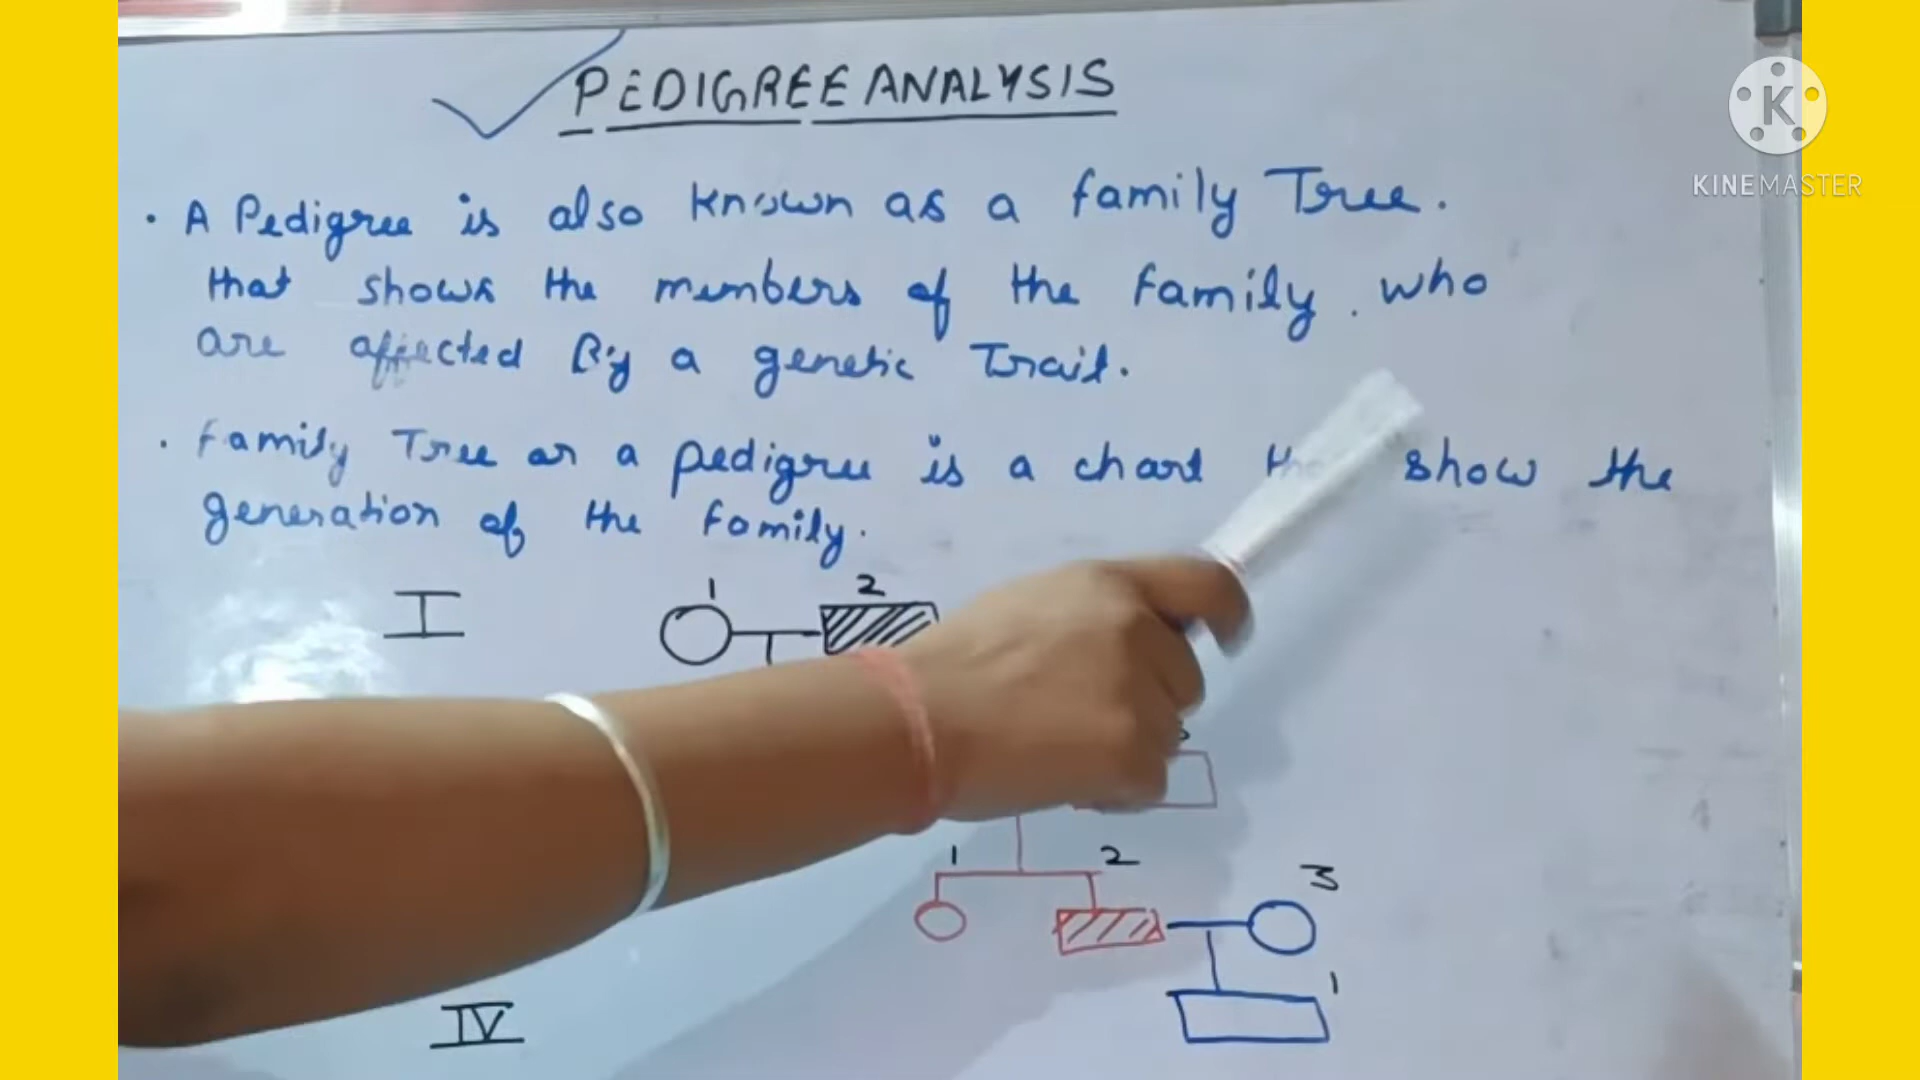 PEDIGREE ANALYSIS
K
KINEMASTER
. A Pedigree is also known as a family Tree.
that shows the members of the family. who
are affected By a genetic Trail.
. Family Tree or a pedigree is a chart show the
generation of the family.
I 1 2
1 2
3
1
IV